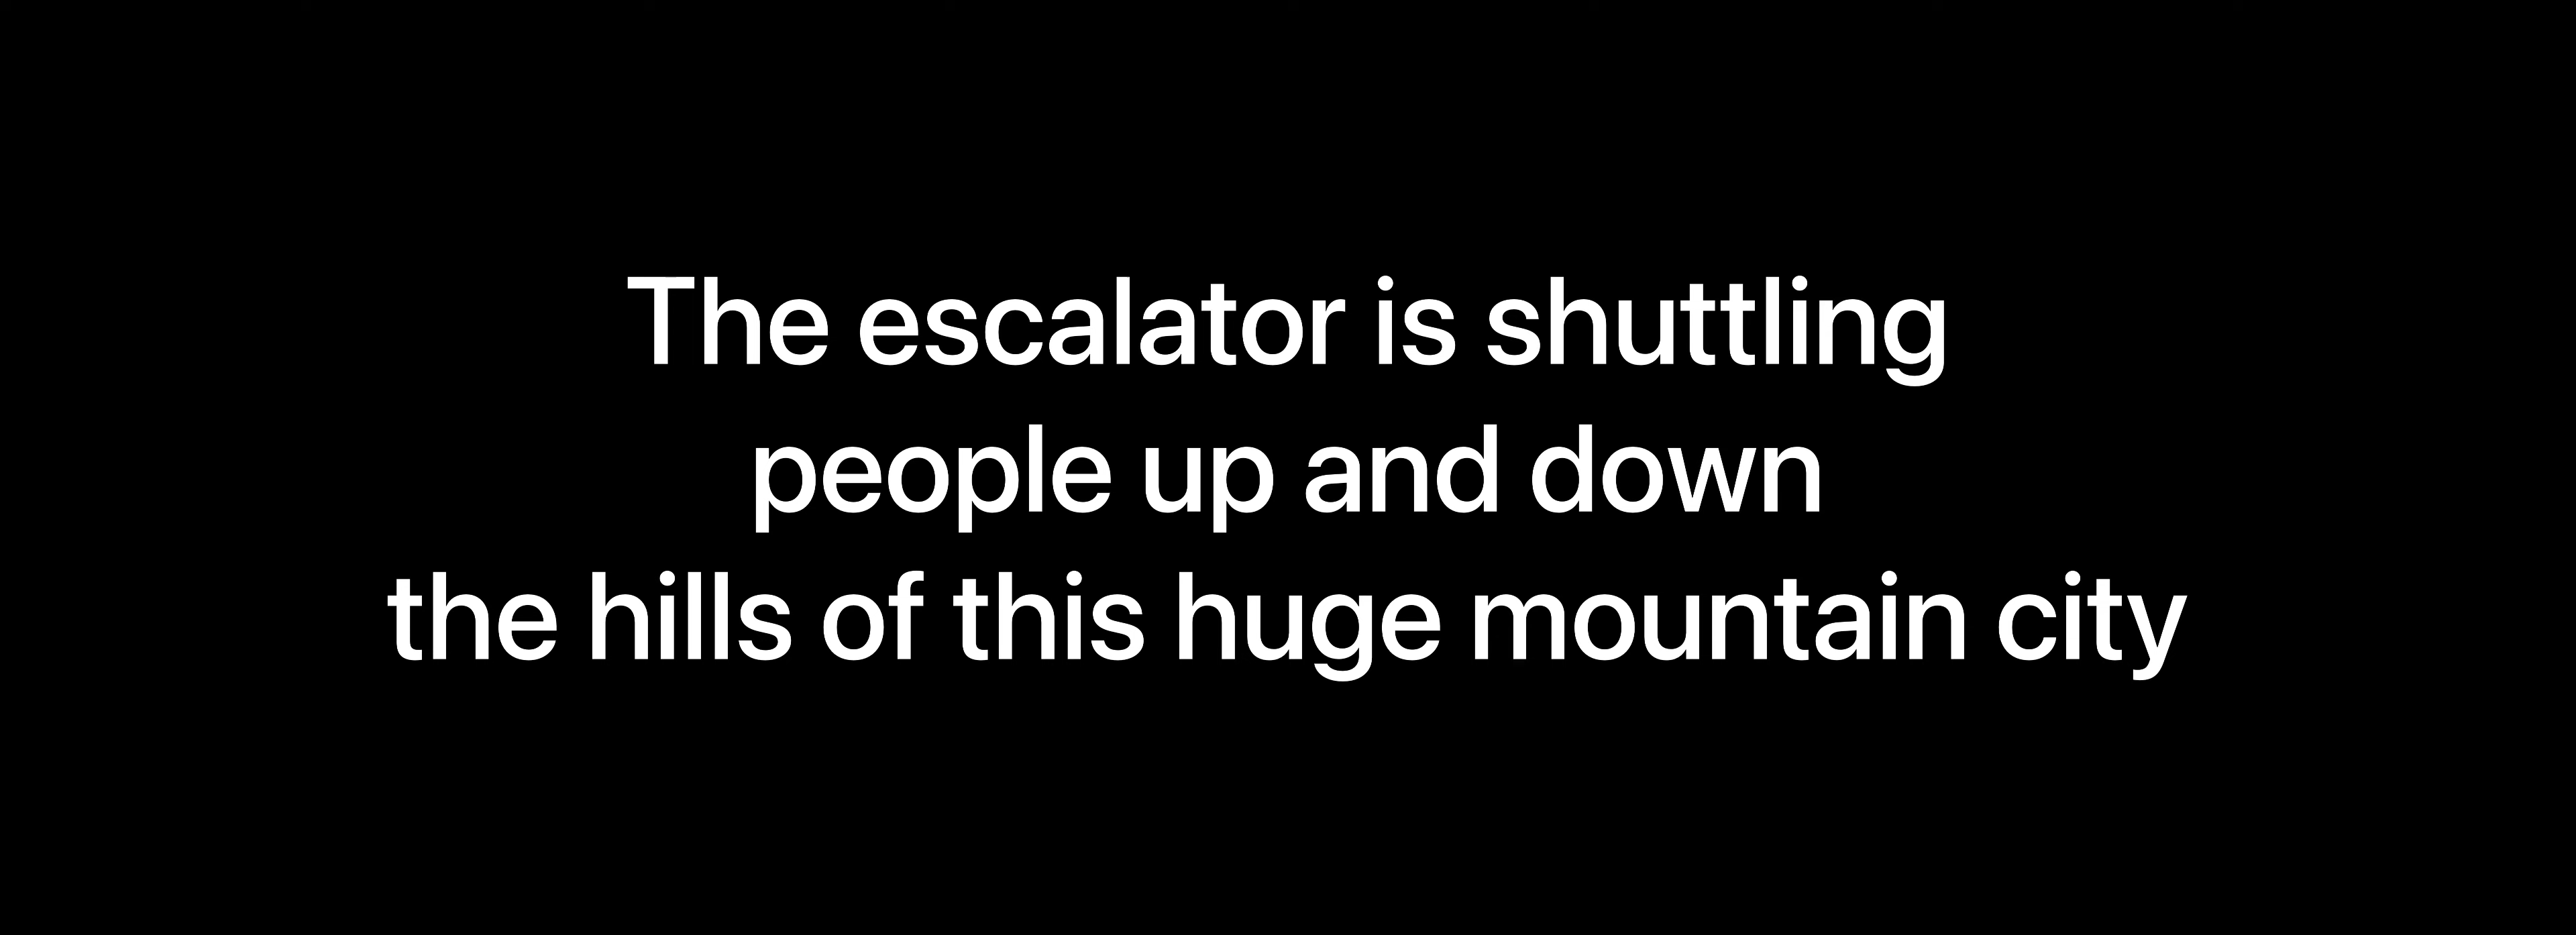 The escalator is shuttling
people up and down
the hills of this huge mountain city